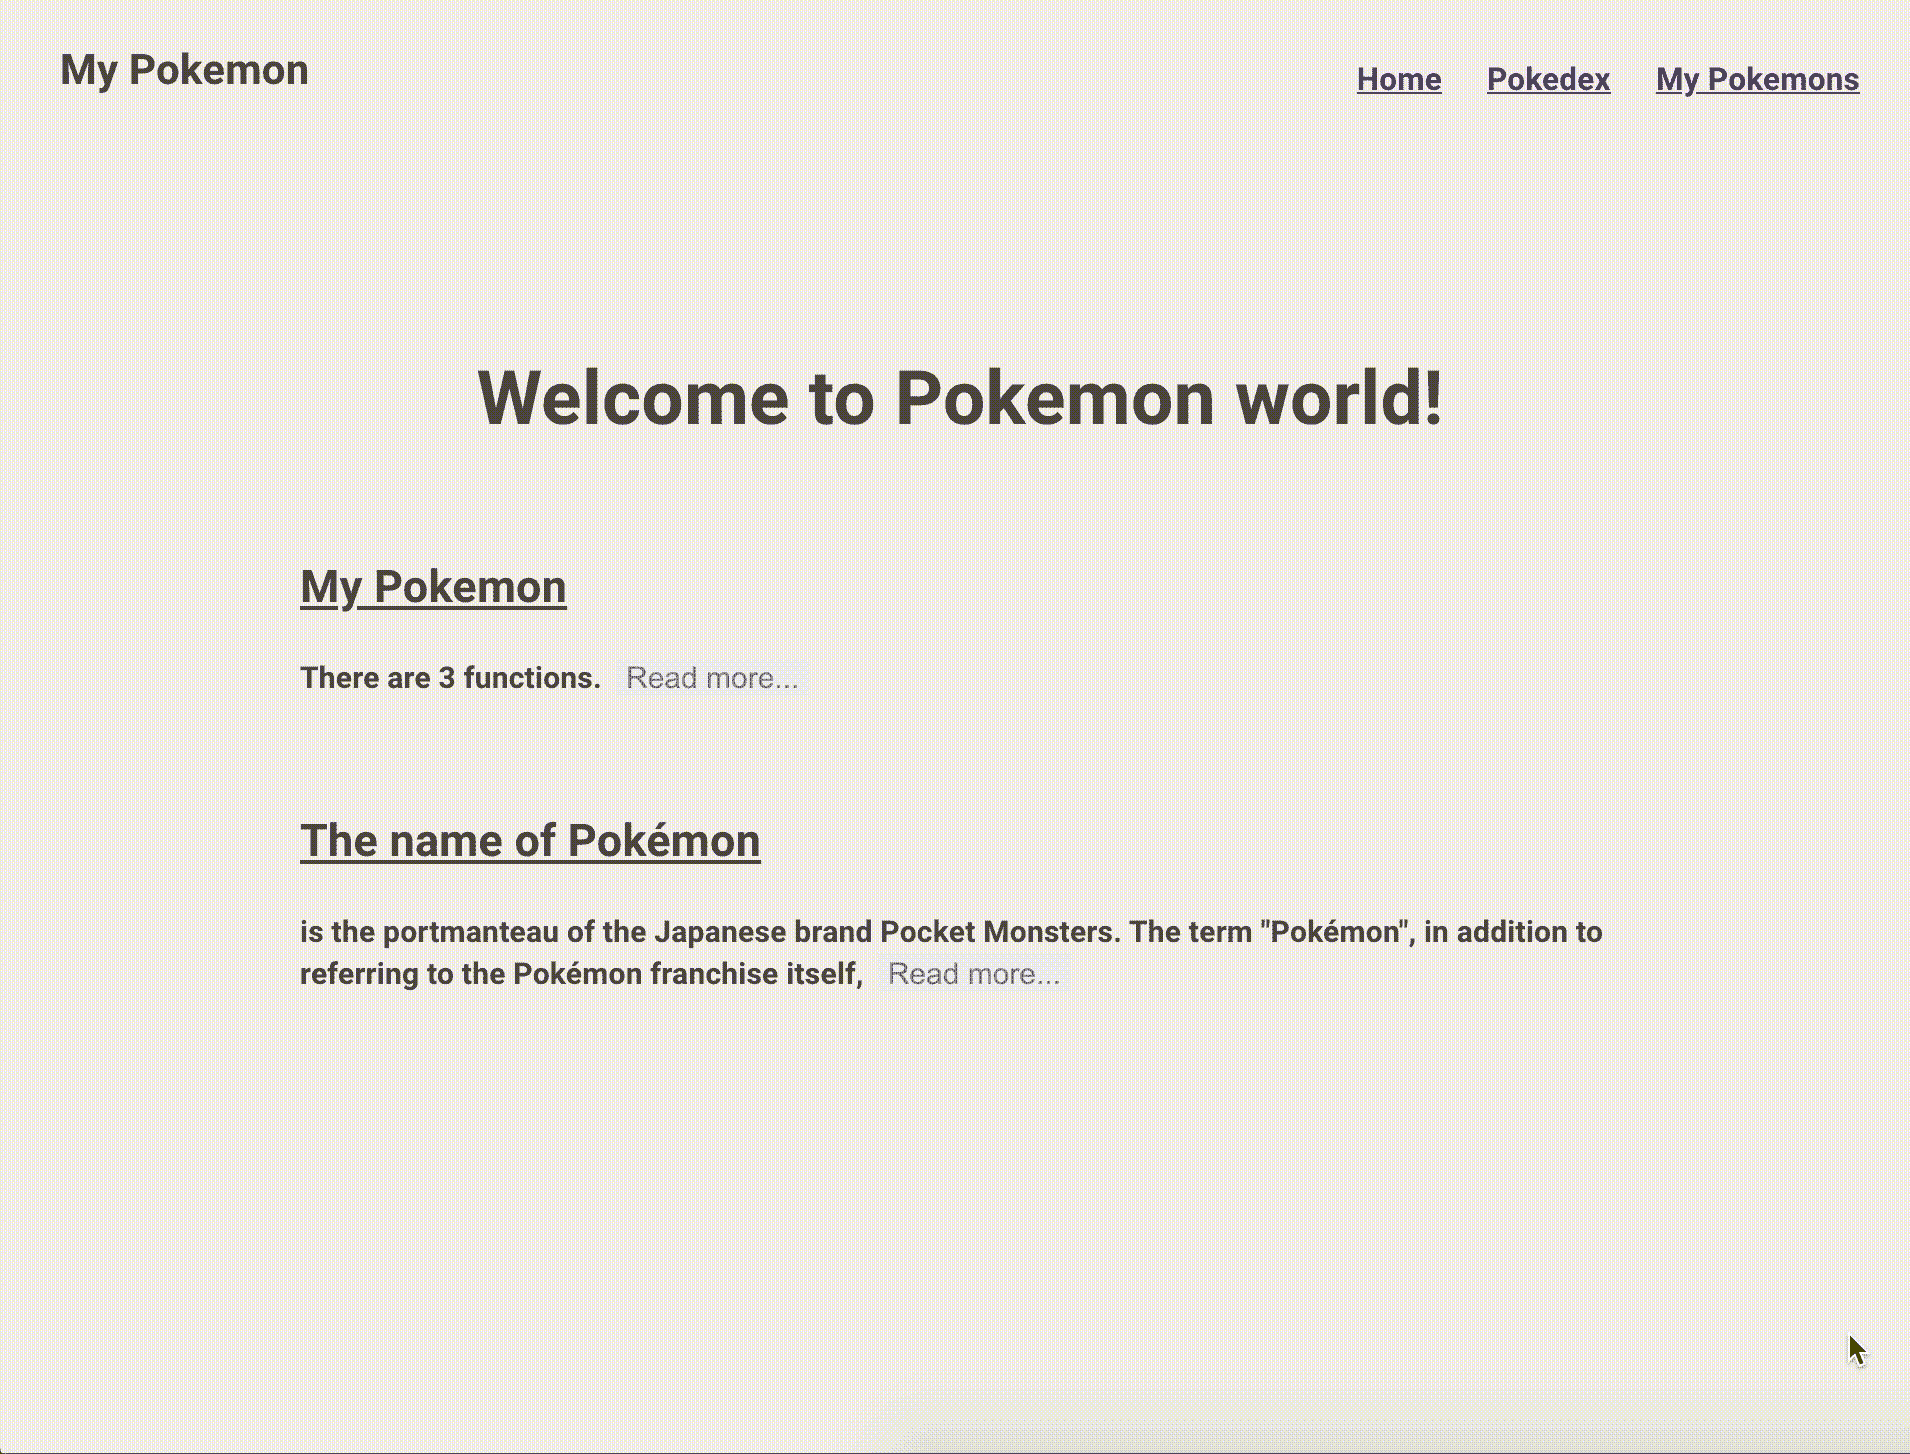 My Pokemon
Home Pokedex My Pokemons
Welcome to Pokemon world!
My Pokemon
There are 3 functions. Read more...
The name of Pokémon
is the portmanteau of the Japanese brand Pocket Monsters. The term "Pokémon", in addition to
referring to the Pokémon franchise itself, Read more...